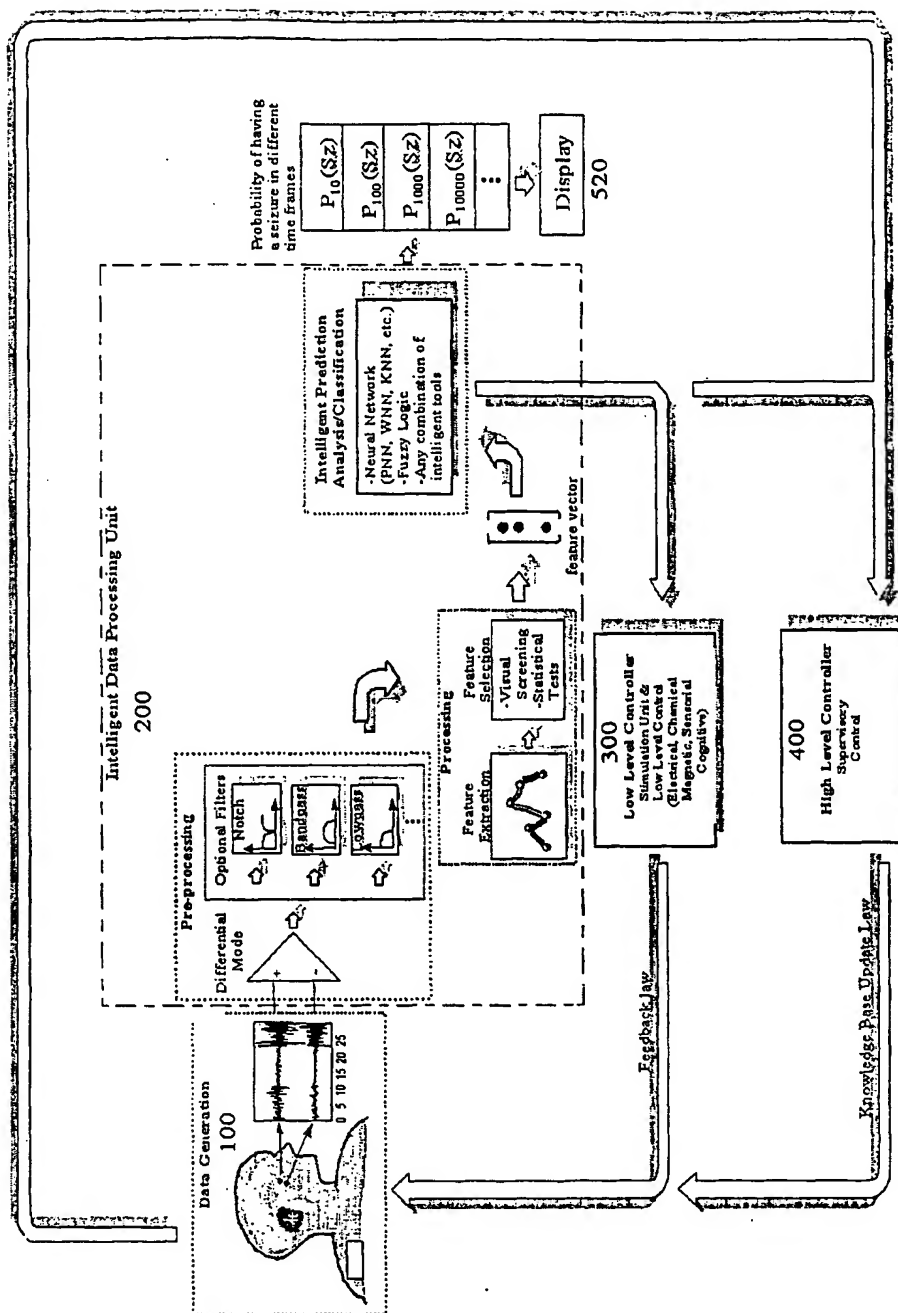 Data Generation
100
0 5 10 15 20 25
Intelligent Data Processing Unit
200
Pre-processing
Differential
Mode
+
-
Optional Filters
Notch
Bandpass
Lowpass
Processing
Feature
Extraction
Feature
Selection
-Visual
Screening
-Statistical
Tests
feature vector
Intelligent Prediction
Analysis/Classification
-Neural Network
(PNN, WNN, KNN, etc.)
-Fuzzy Logic
-Any combination of
intelligent tools
Probability of having
a seizure in different
time frames
P10 (S,Z)
P100 (S,Z)
P1000 (S,Z)
P10000 (S,Z)
Display
520
300
Low Level Controller
Stimulation Unit &
Low Level Control
(Electrical, Chemical
Magnetic, Sensorial
Cognitive)
Feedback law
400
High Level Controller
Supervisory
Control
Knowledge Base Update Law